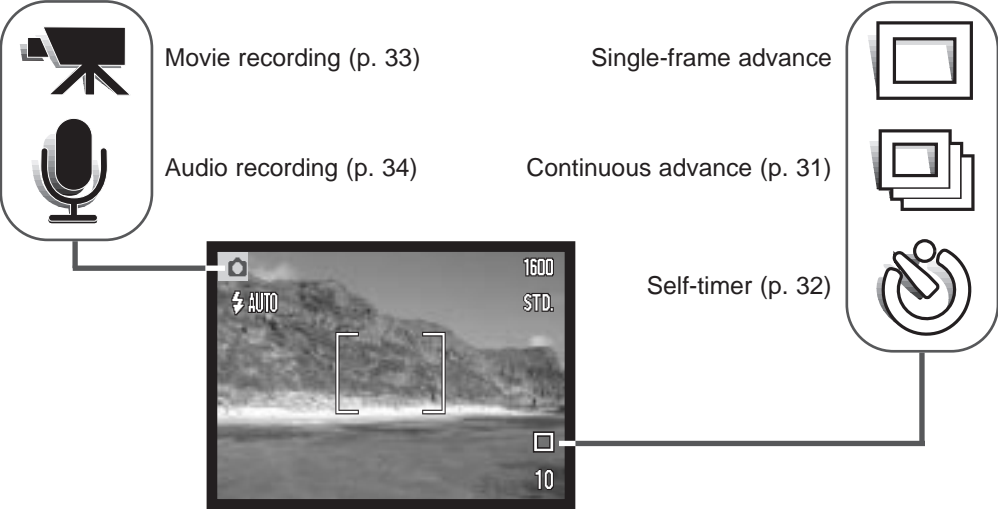 Movie recording (p. 33)
Single-frame advance
Audio recording (p. 34)
Continuous advance (p. 31)
Self-timer (p. 32)
1600
AUTO
STD.
10